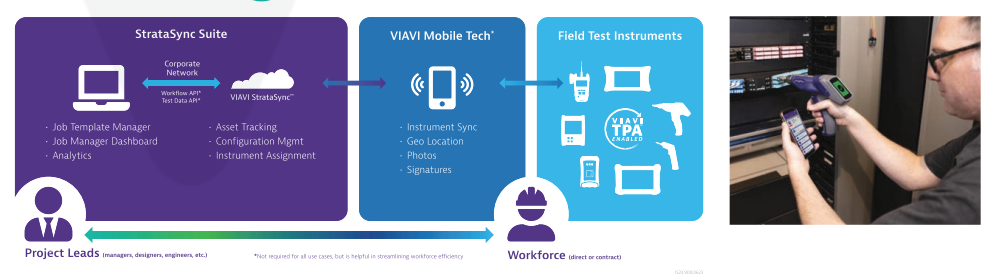 StrataSync Suite
Corporate
Network
Workflow API*
Test Data API*
VIAVI StrataSync™
· Job Template Manager
· Job Manager Dashboard
· Analytics
· Asset Tracking
· Configuration Mgmt
· Instrument Assignment
VIAVI Mobile Tech*
· Instrument Sync
· Geo Location
· Photos
· Signatures
Field Test Instruments
VIAVI
TPA
ENABLED
Project Leads (managers, designers, engineers, etc.)
*Not required for all use cases, but is helpful in streamlining workforce efficiency
Workforce (direct or contract)